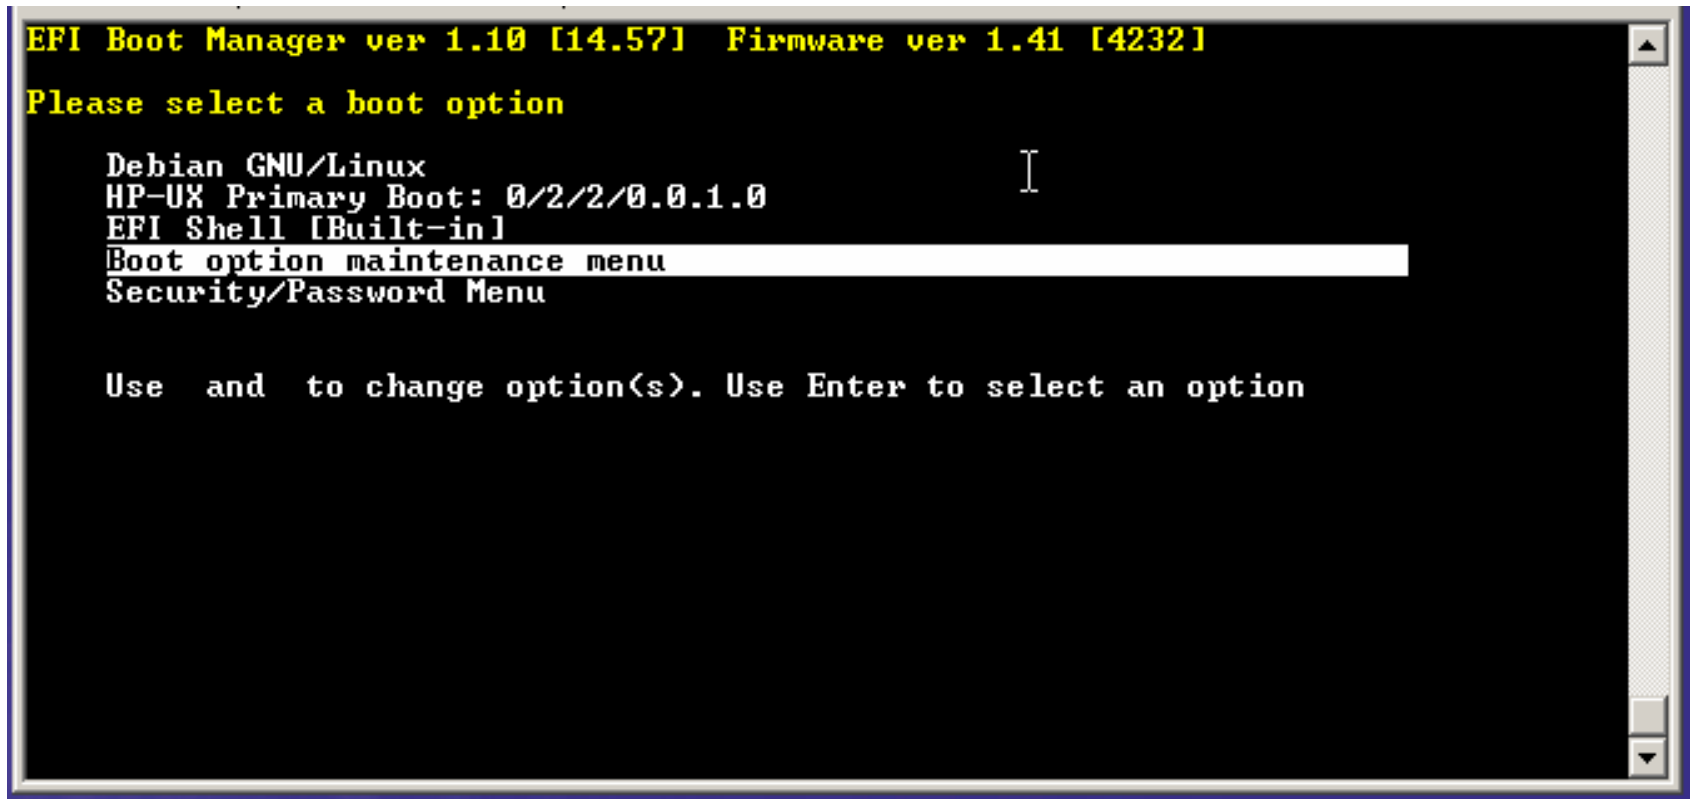 EFI Boot Manager ver 1.10 [14.57]  Firmware ver 1.41 [4232]
Please select a boot option
Debian GNU/Linux
HP-UX Primary Boot: 0/2/2/0.0.1.0
EFI Shell [Built-in]
Boot option maintenance menu
Security/Password Menu
Use  and  to change option(s). Use Enter to select an option